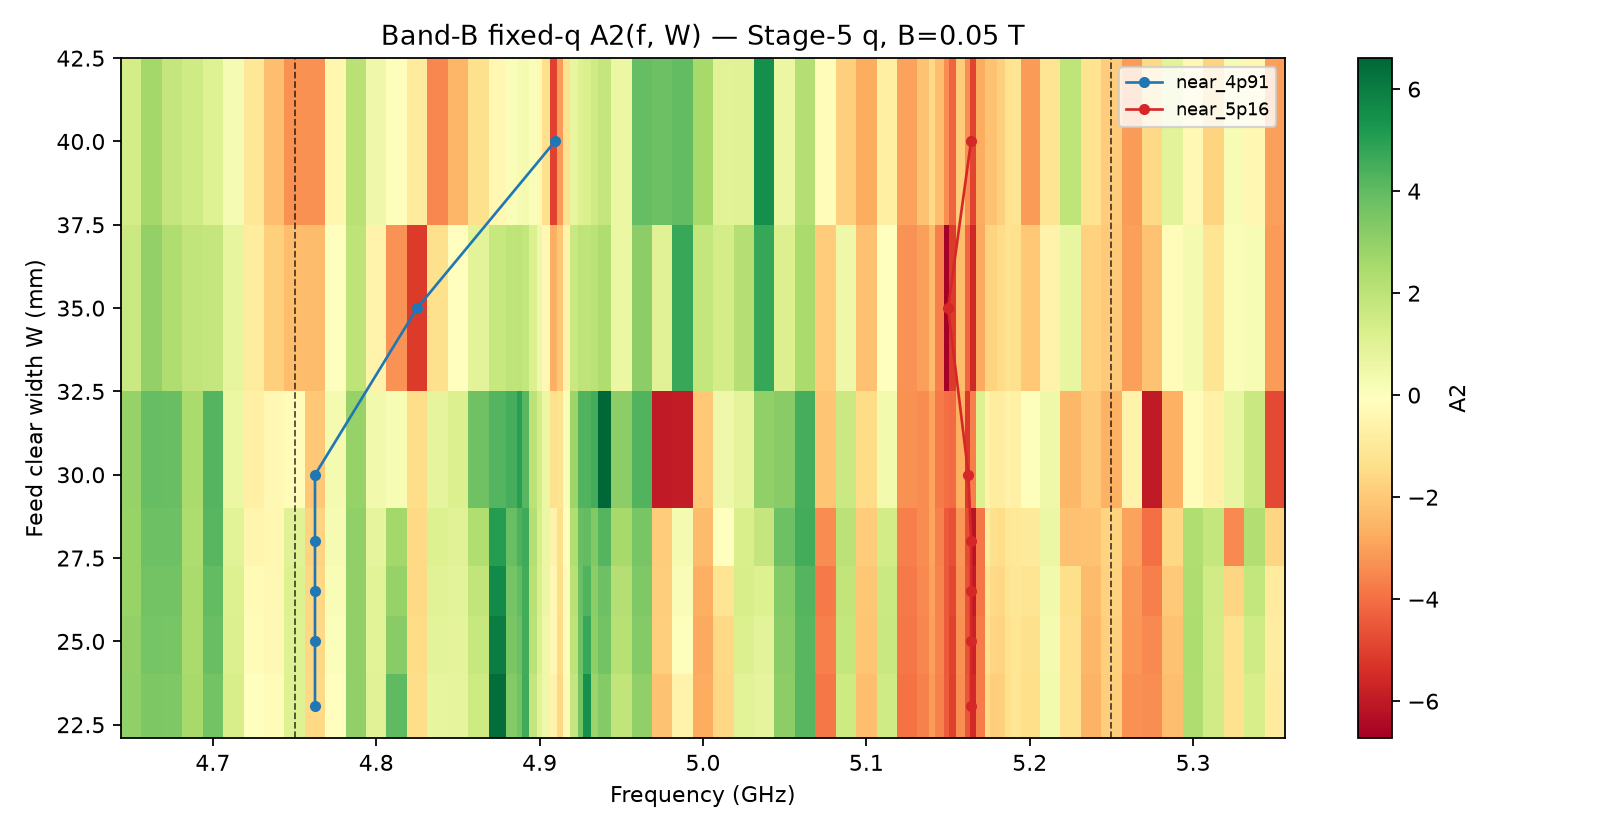 Band-B fixed-q A2(f, W) — Stage-5 q, B=0.05 T
near_4p91
near_5p16
42.5
40.0
37.5
35.0
32.5
30.0
27.5
25.0
22.5
Feed clear width W (mm)
4.7 4.8 4.9 5.0 5.1 5.2 5.3
Frequency (GHz)
6
4
2
0
−2
−4
−6
A2